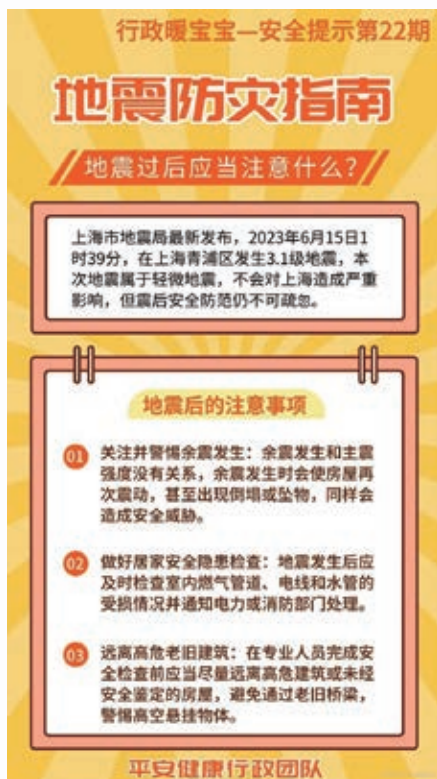 行政暖宝宝—安全提示第22期
地震防灾指南
地震过后应当注意什么？
上海市地震局最新发布，2023年6月15日1
时39分，在上海青浦区发生3.1级地震，本
次地震属于轻微地震，不会对上海造成严重
影响，但震后安全防范仍不可疏忽。
地震后的注意事项
01 关注并警惕余震发生：余震发生和主震
强度没有关系，余震发生时会使房屋再
次震动，甚至出现倒塌或坠物，同样会
造成安全威胁。
02 做好居家安全隐患检查：地震发生后应
及时检查室内燃气管道、电线和水管的
受损情况并通知电力或消防部门处理。
03 远离高危老旧建筑：在专业人员完成安
全检查前应当尽量远离高危建筑或未经
安全鉴定的房屋，避免通过老旧桥梁，
警惕高空悬挂物体。
平安健康行政团队